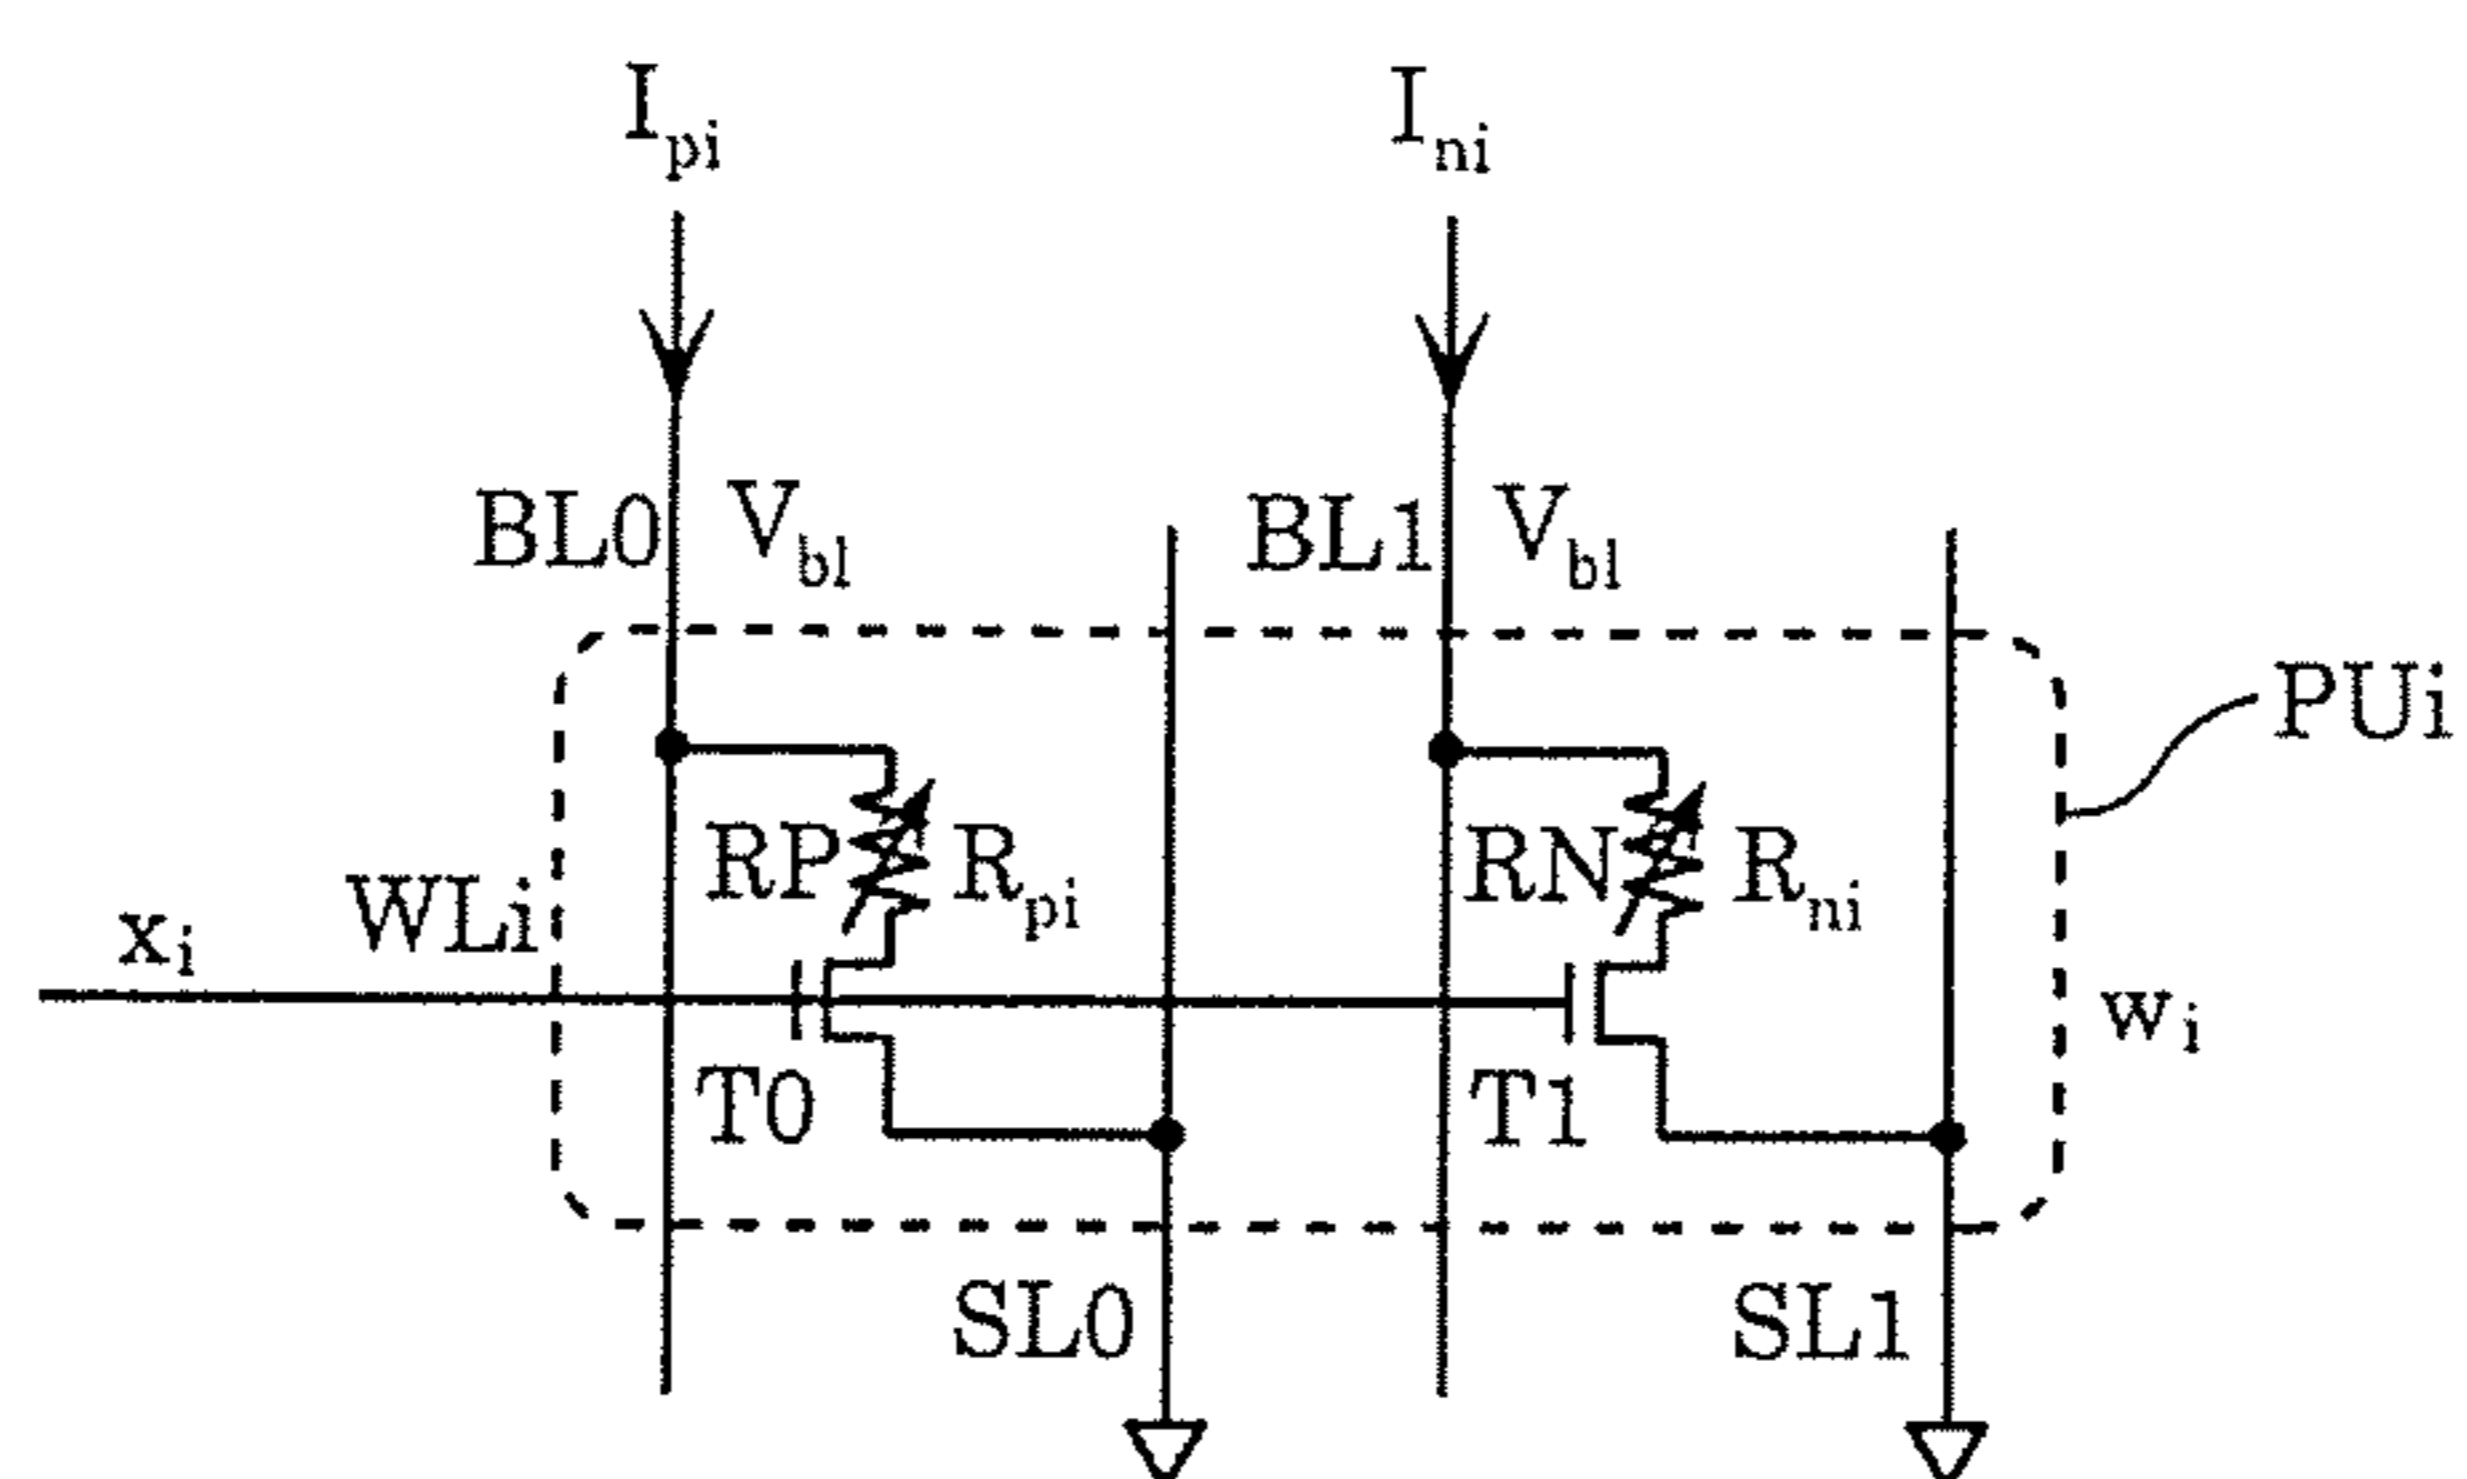 I_pi I_ni
BL0 V_bl BL1 V_bl
PUi
RP R_pi RN R_ni
x_i WLi
w_i
T0 T1
SL0 SL1